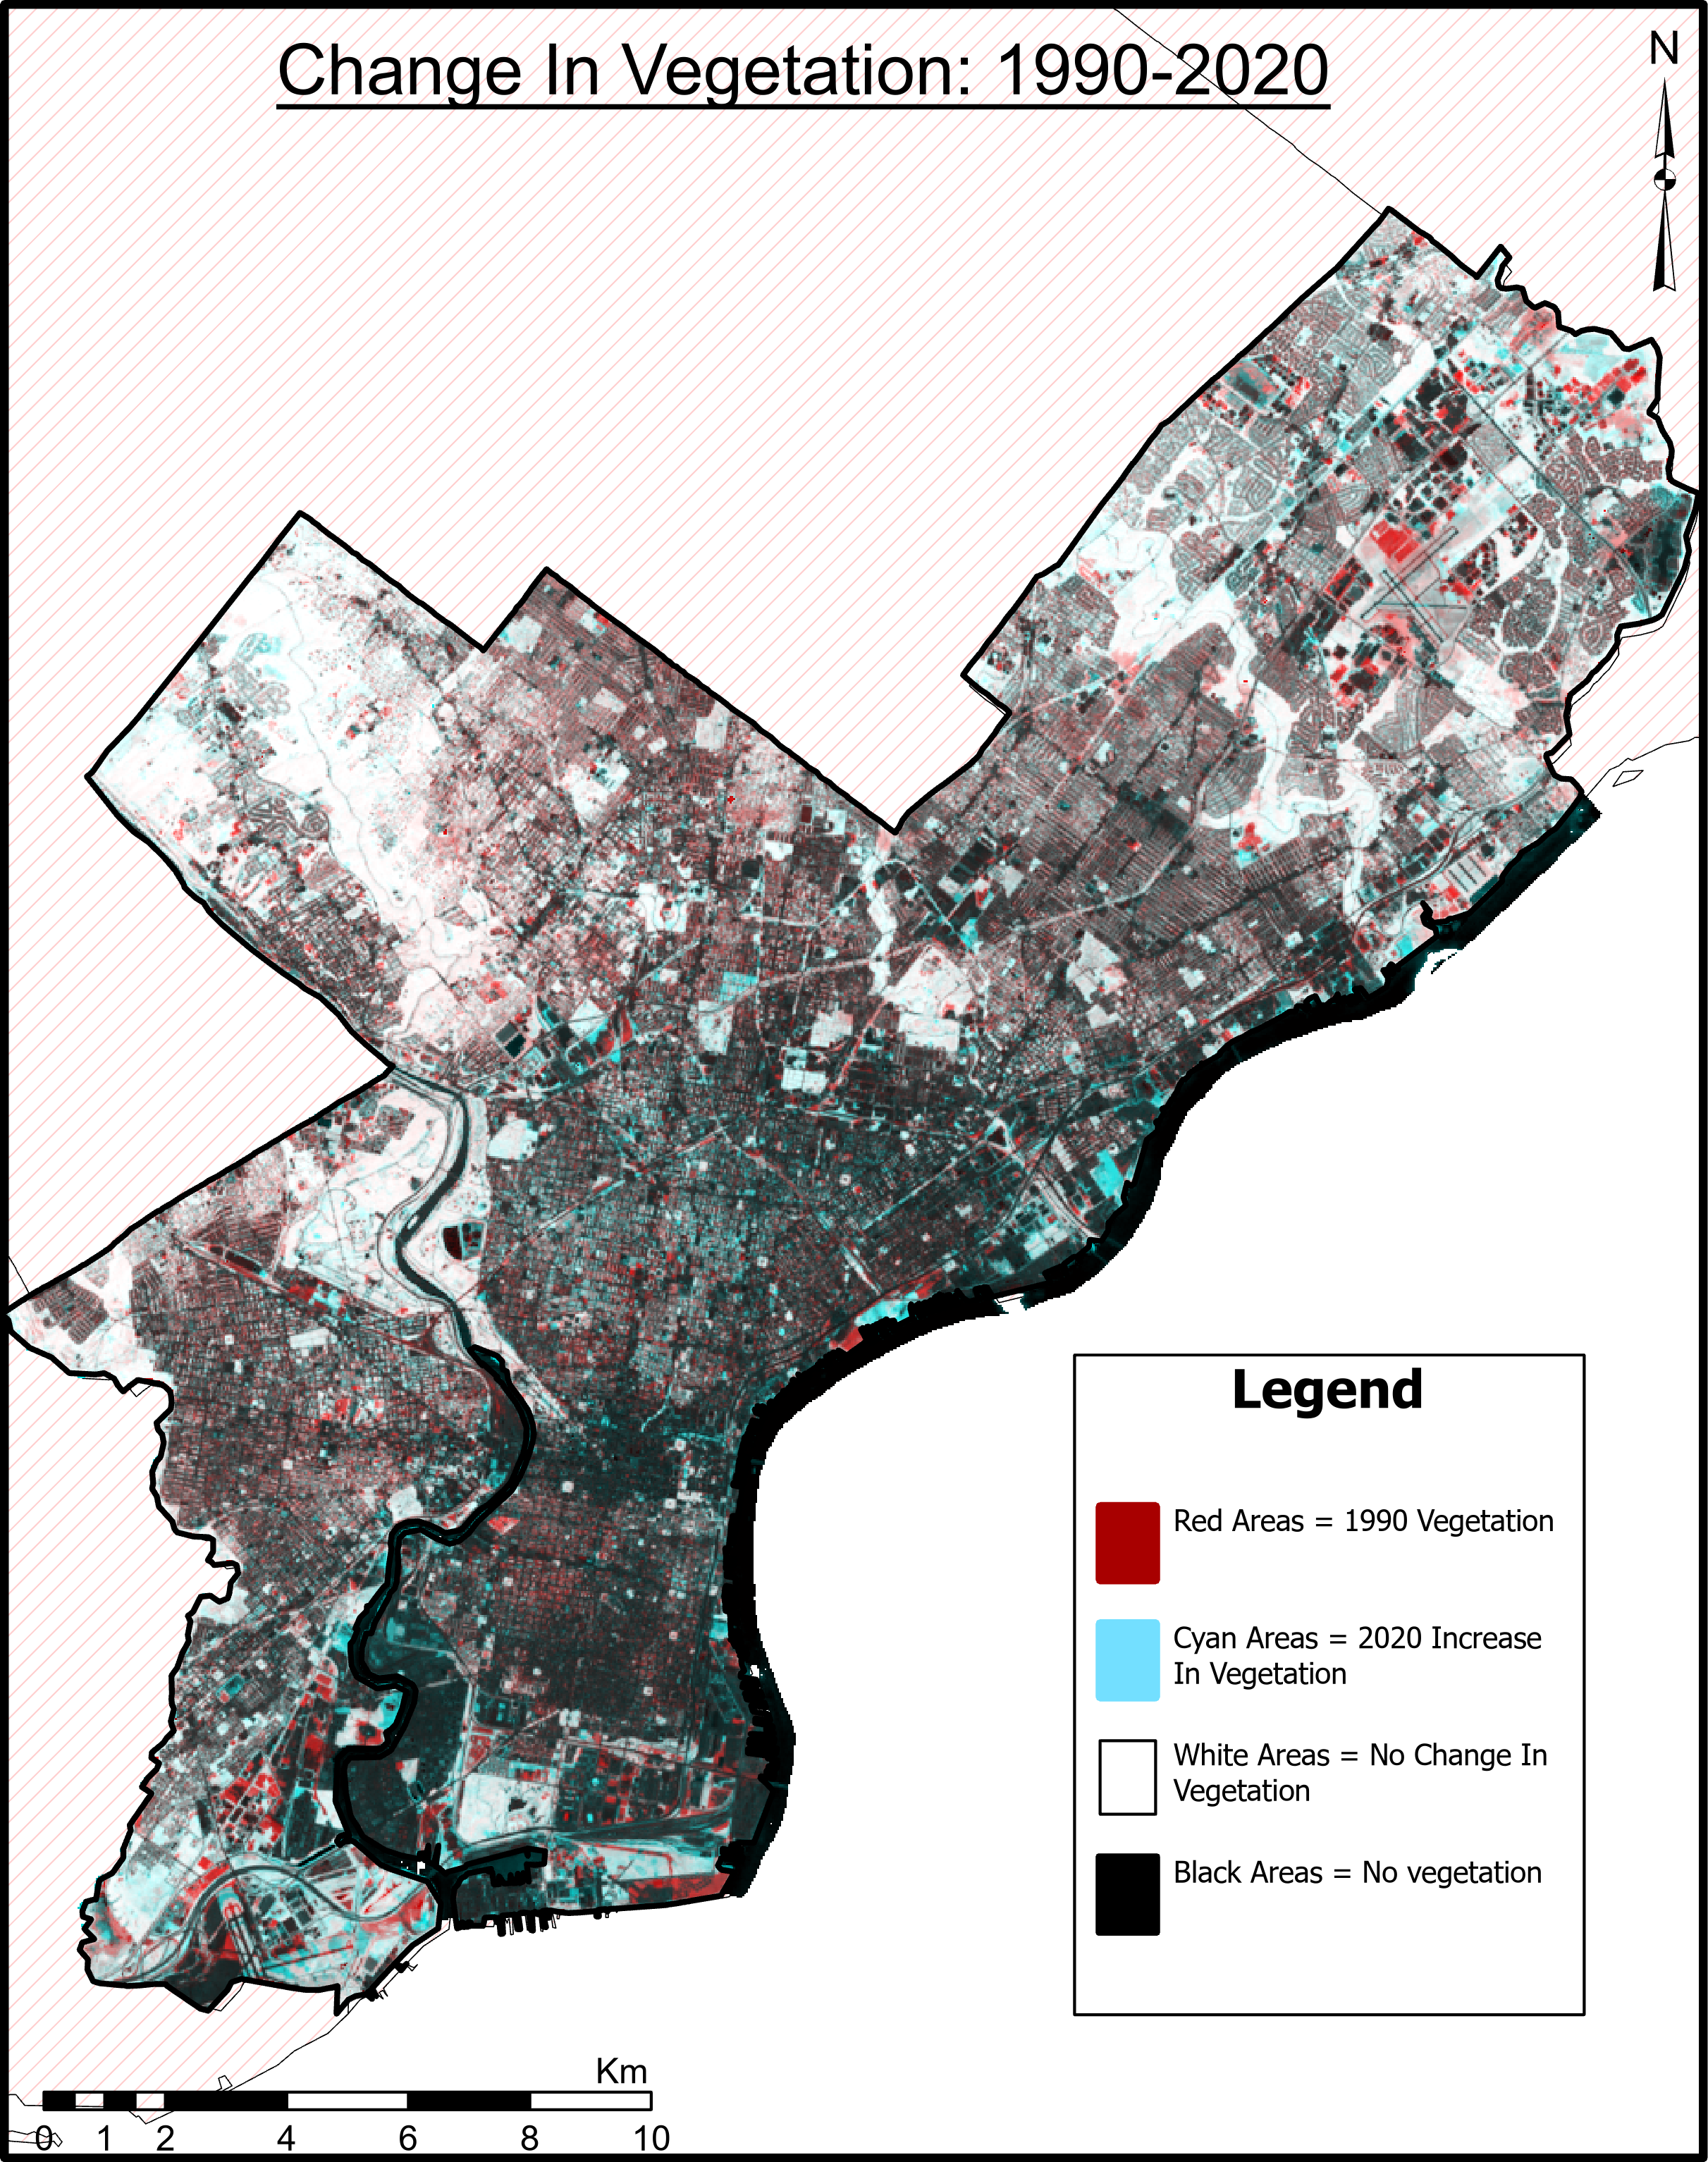 Change In Vegetation: 1990-2020
N
Legend
Red Areas = 1990 Vegetation
Cyan Areas = 2020 Increase
In Vegetation
White Areas = No Change In
Vegetation
Black Areas = No vegetation
Km
0 1 2 4 6 8 10